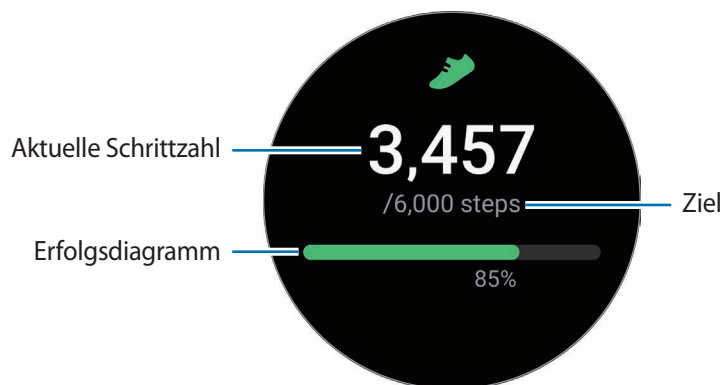 Aktuelle Schrittzahl
3,457
/6,000 steps
Ziel
Erfolgsdiagramm
85%